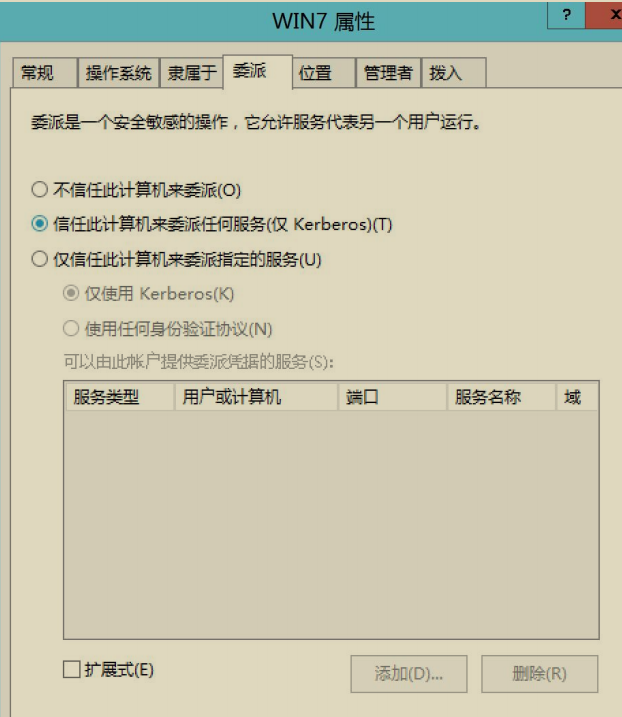 WIN7 属性
?
x
常规 操作系统 隶属于 委派 位置 管理者 拨入
委派是一个安全敏感的操作，它允许服务代表另一个用户运行。
不信任此计算机来委派(O)
信任此计算机来委派任何服务(仅 Kerberos)(T)
仅信任此计算机来委派指定的服务(U)
仅使用 Kerberos(K)
使用任何身份验证协议(N)
可以由此帐户提供委派凭据的服务(S):
服务类型 用户或计算机 端口 服务名称 域
扩展式(E)
添加(D)... 删除(R)